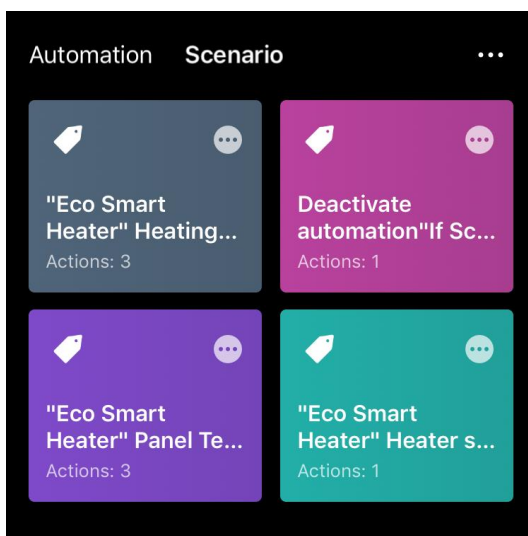 Automation Scenario
"Eco Smart
Heater" Heating...
Actions: 3
Deactivate
automation"If Sc...
Actions: 1
"Eco Smart
Heater" Panel Te...
Actions: 3
"Eco Smart
Heater" Heater s...
Actions: 1